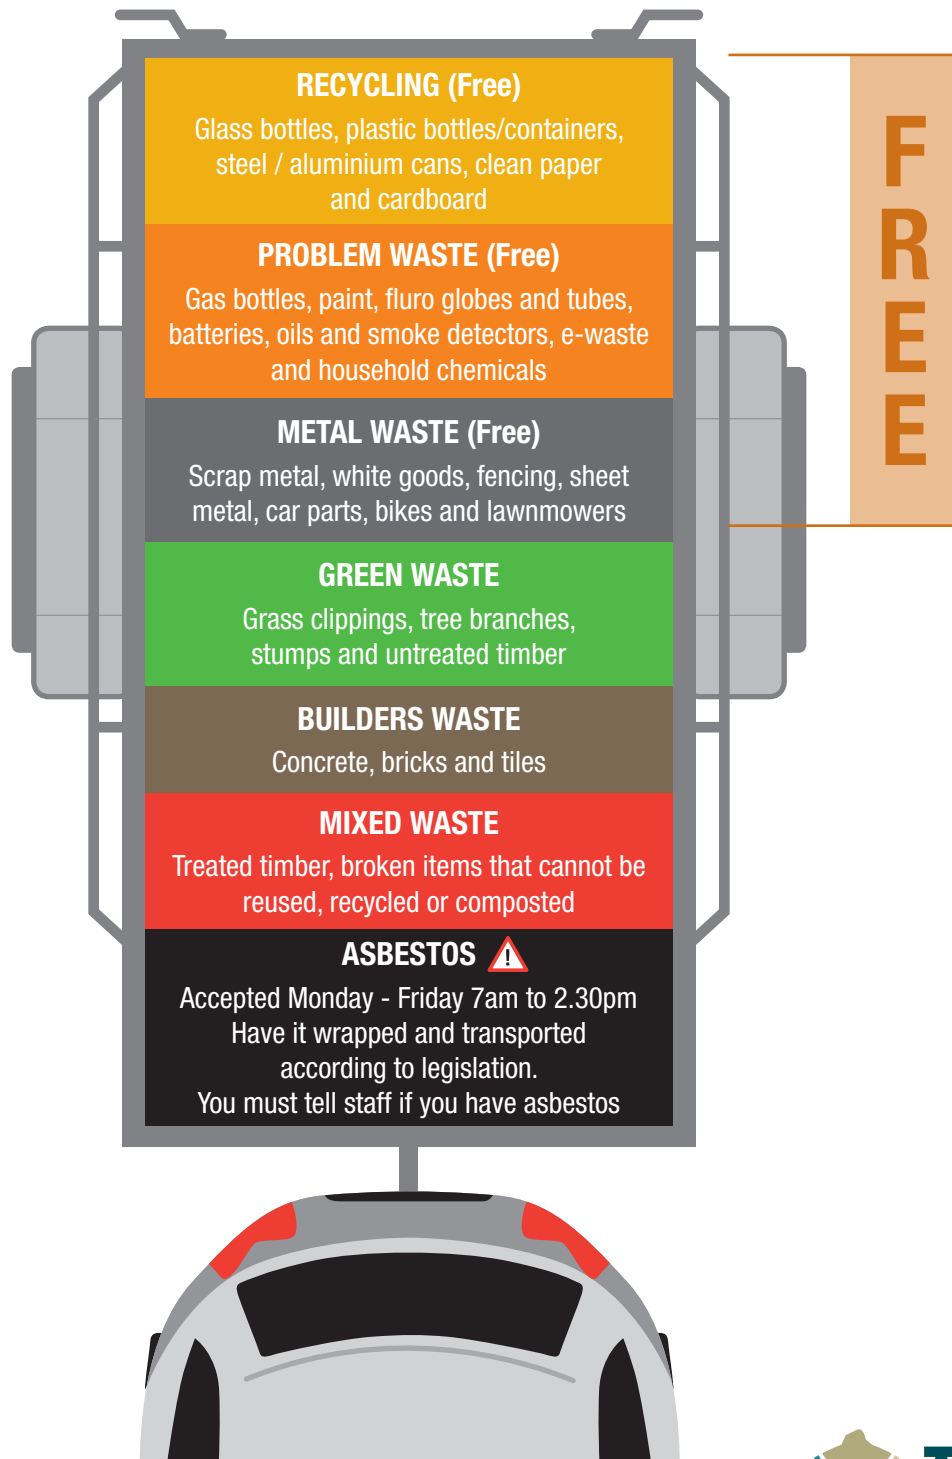 RECYCLING (Free)
Glass bottles, plastic bottles/containers,
steel / aluminium cans, clean paper
and cardboard
PROBLEM WASTE (Free)
Gas bottles, paint, fluro globes and tubes,
batteries, oils and smoke detectors, e-waste
and household chemicals
METAL WASTE (Free)
Scrap metal, white goods, fencing, sheet
metal, car parts, bikes and lawnmowers
GREEN WASTE
Grass clippings, tree branches,
stumps and untreated timber
BUILDERS WASTE
Concrete, bricks and tiles
MIXED WASTE
Treated timber, broken items that cannot be
reused, recycled or composted
ASBESTOS
Accepted Monday - Friday 7am to 2.30pm
Have it wrapped and transported
according to legislation.
You must tell staff if you have asbestos
FREE